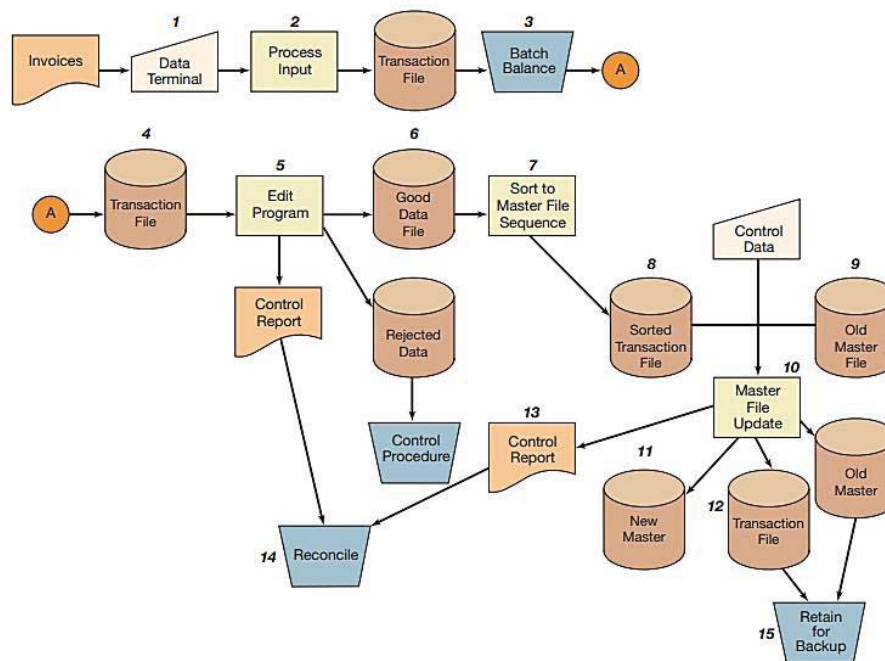 1
2
3
Invoices
Data
Terminal
Process
Input
Transaction
File
Batch
Balance
A
4
5
6
7
A
Transaction
File
Edit
Program
Good
Data
File
Sort to
Master File
Sequence
Control
Data
8
9
Control
Report
Rejected
Data
Sorted
Transaction
File
Old
Master
File
10
Master
File
Update
13
Control
Procedure
Control
Report
11
Old
Master
12
New
Master
Transaction
File
14
Reconcile
15
Retain
for
Backup